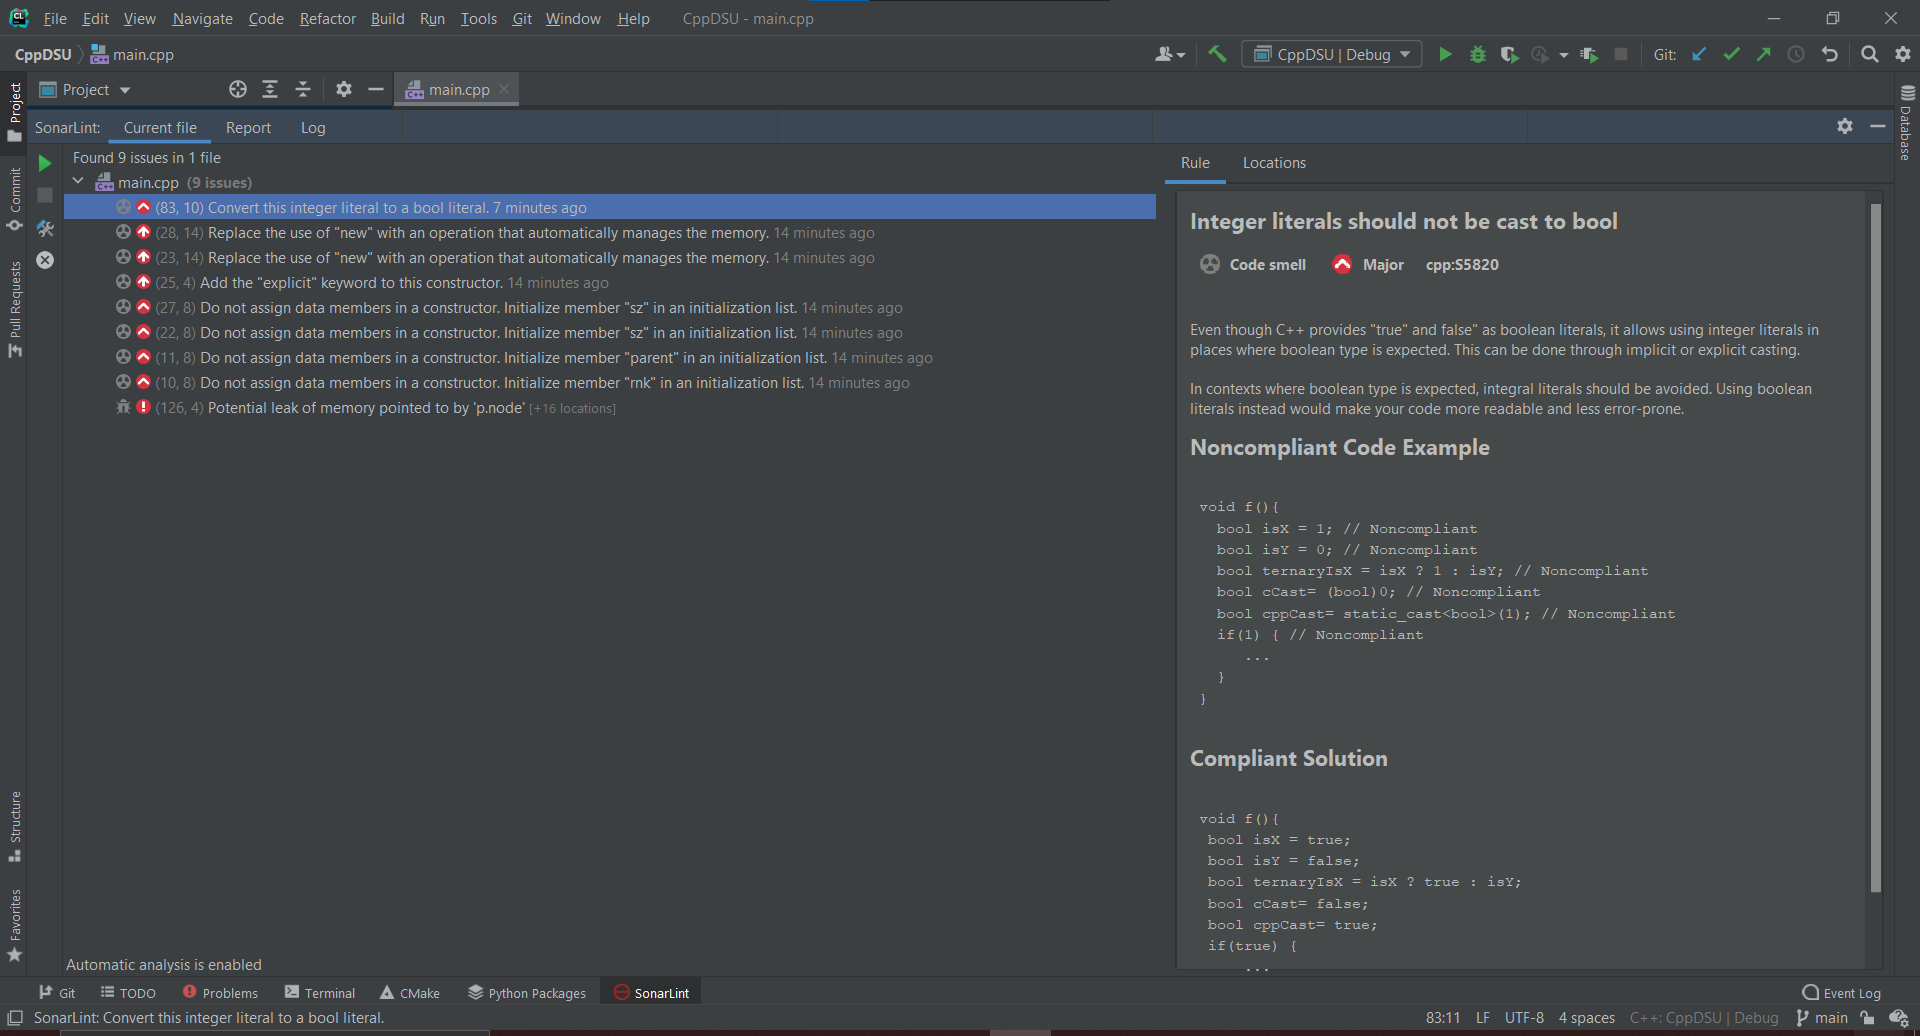 File Edit View Navigate Code Refactor Build Run Tools Git Window Help CppDSU - main.cpp
CppDSU main.cpp CppDSU | Debug Git:
Project main.cpp
SonarLint: Current file Report Log
Found 9 issues in 1 file
main.cpp (9 issues)
(83, 10) Convert this integer literal to a bool literal. 7 minutes ago
(28, 14) Replace the use of "new" with an operation that automatically manages the memory. 14 minutes ago
(23, 14) Replace the use of "new" with an operation that automatically manages the memory. 14 minutes ago
(25, 4) Add the "explicit" keyword to this constructor. 14 minutes ago
(27, 8) Do not assign data members in a constructor. Initialize member "sz" in an initialization list. 14 minutes ago
(22, 8) Do not assign data members in a constructor. Initialize member "sz" in an initialization list. 14 minutes ago
(11, 8) Do not assign data members in a constructor. Initialize member "parent" in an initialization list. 14 minutes ago
(10, 8) Do not assign data members in a constructor. Initialize member "rnk" in an initialization list. 14 minutes ago
(126, 4) Potential leak of memory pointed to by 'p.node' [+16 locations]
Automatic analysis is enabled
Rule Locations
Integer literals should not be cast to bool
Code smell Major cpp:S5820
Even though C++ provides "true" and false" as boolean literals, it allows using integer literals in
places where boolean type is expected. This can be done through implicit or explicit casting.
In contexts where boolean type is expected, integral literals should be avoided. Using boolean
literals instead would make your code more readable and less error-prone.
Noncompliant Code Example
void f(){
bool isX = 1; // Noncompliant
bool isY = 0; // Noncompliant
bool ternaryIsX = isX ? 1 : isY; // Noncompliant
bool cCast= (bool)0; // Noncompliant
bool cppCast= static_cast<bool>(1); // Noncompliant
if(1) { // Noncompliant
...
}
}
Compliant Solution
void f(){
bool isX = true;
bool isY = false;
bool ternaryIsX = isX ? true : isY;
bool cCast= false;
bool cppCast= true;
if(true) {
...
Project
Commit
Pull Requests
Structure
Favorites
Database
Git TODO Problems Terminal CMake Python Packages SonarLint Event Log
SonarLint: Convert this integer literal to a bool literal. 83:11 LF UTF-8 4 spaces C++: CppDSU | Debug main